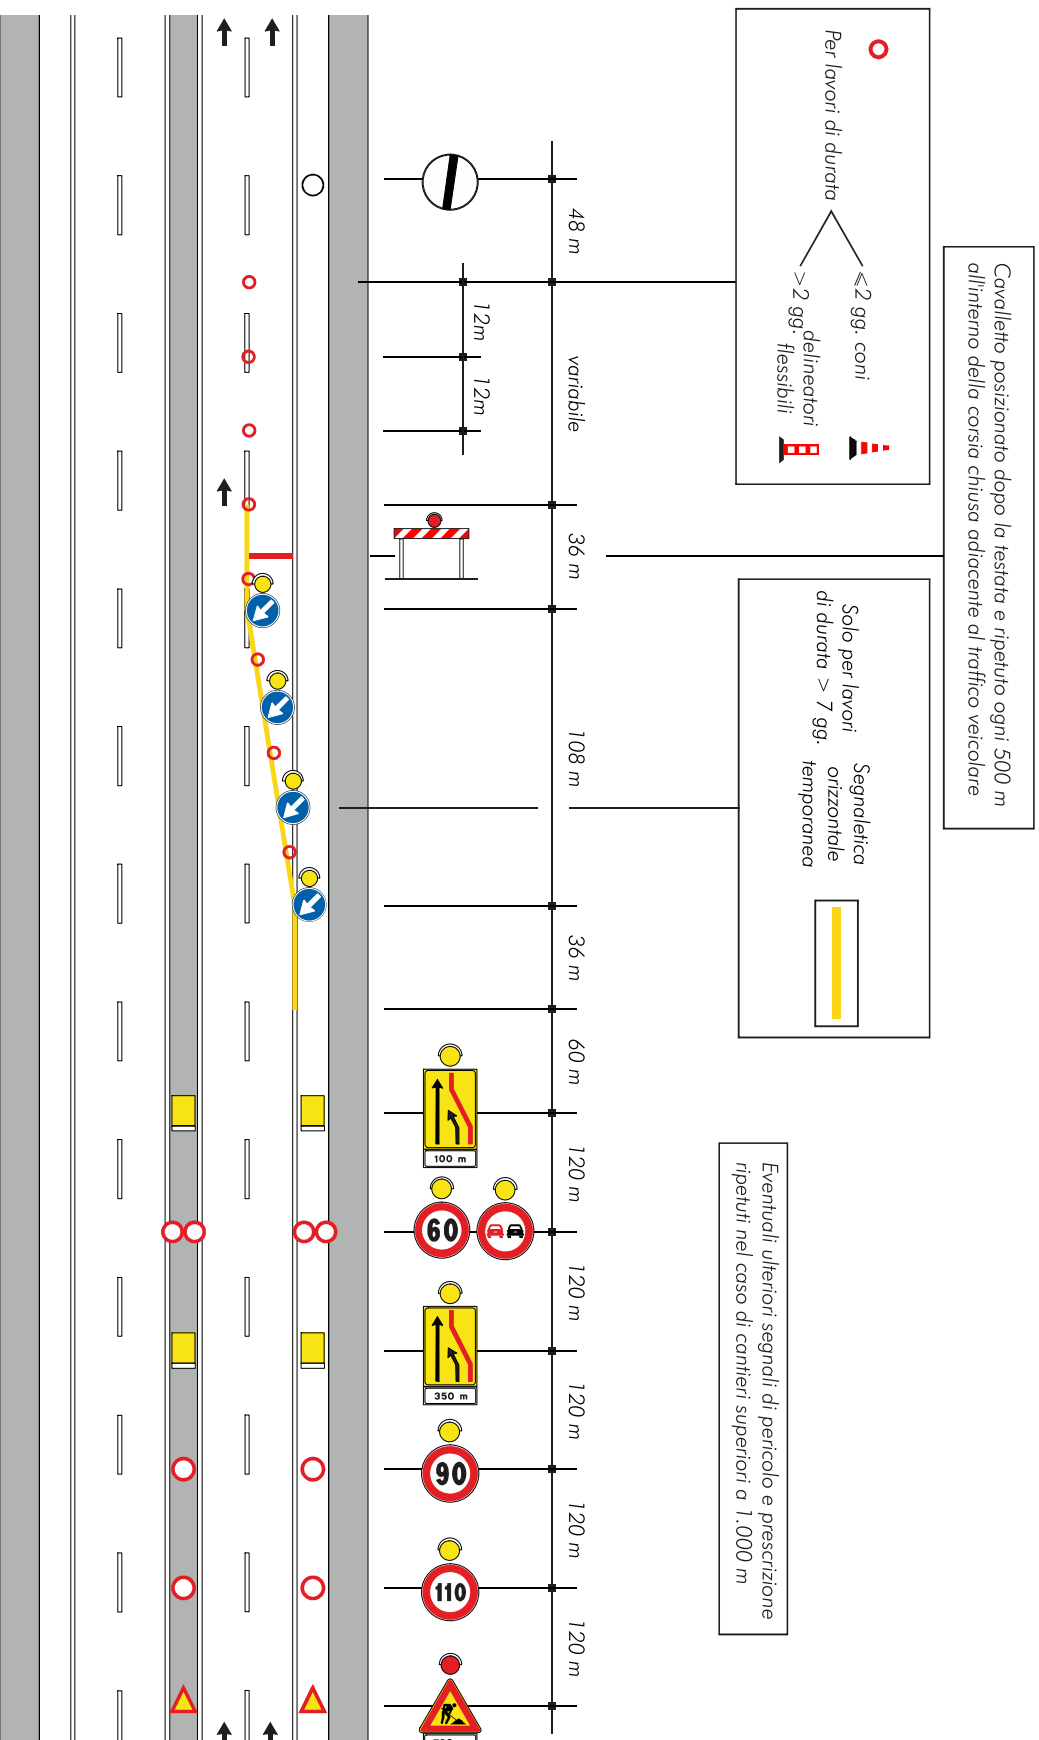 Cavalletto posizionato dopo la testata e ripetuto ogni 500 m
all'interno della corsia chiusa adiacente al traffico veicolare
Per lavori di durata
⩽2 gg. coni
>2 gg. delineatori
flessibili
Solo per lavori
di durata > 7 gg.
Segnaletica
orizzontale
temporanea
Eventuali ulteriori segnali di pericolo e prescrizione
ripetuti nel caso di cantieri superiori a 1.000 m
48 m
variabile
36 m
108 m
36 m
60 m
120 m
120 m
120 m
120 m
120 m
12m
12m
100 m
60
350 m
90
110